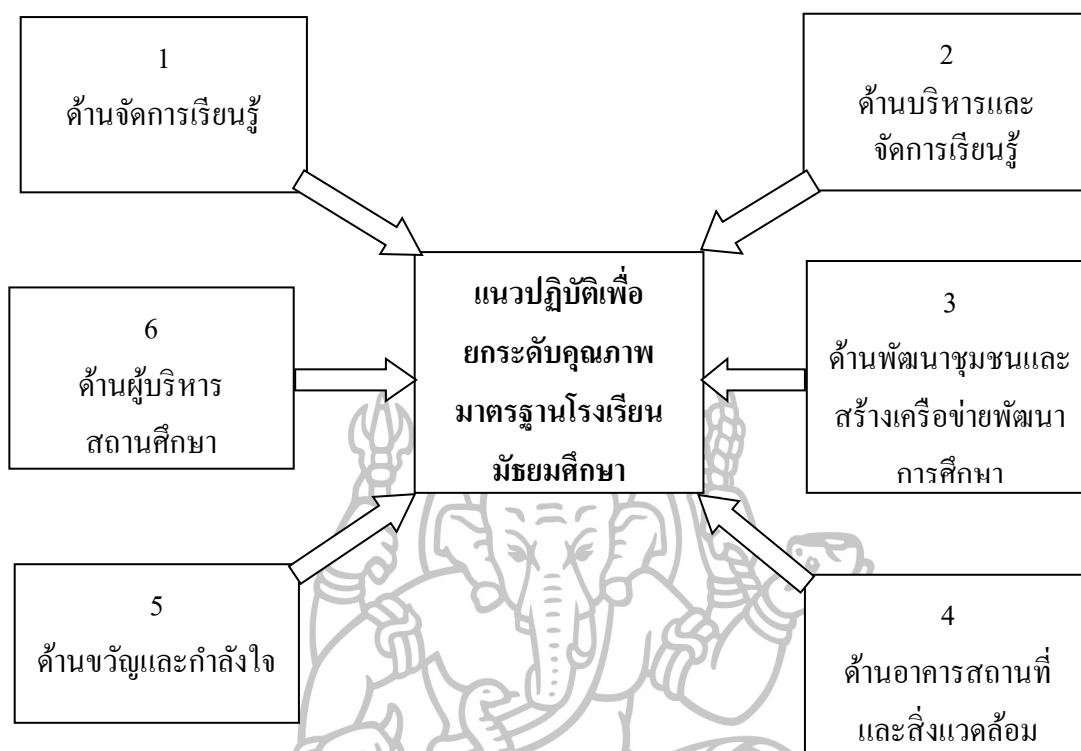 1
ด้านจัดการเรียนรู้
2
ด้านบริหารและ
จัดการเรียนรู้
แนวปฏิบัติเพื่อ
ยกระดับคุณภาพ
มาตรฐานโรงเรียน
มัธยมศึกษา
3
ด้านพัฒนาชุมชนและ
สร้างเครือข่ายพัฒนา
การศึกษา
6
ด้านผู้บริหาร
สถานศึกษา
5
ด้านขวัญและกำลังใจ
4
ด้านอาคารสถานที่
และสิ่งแวดล้อม